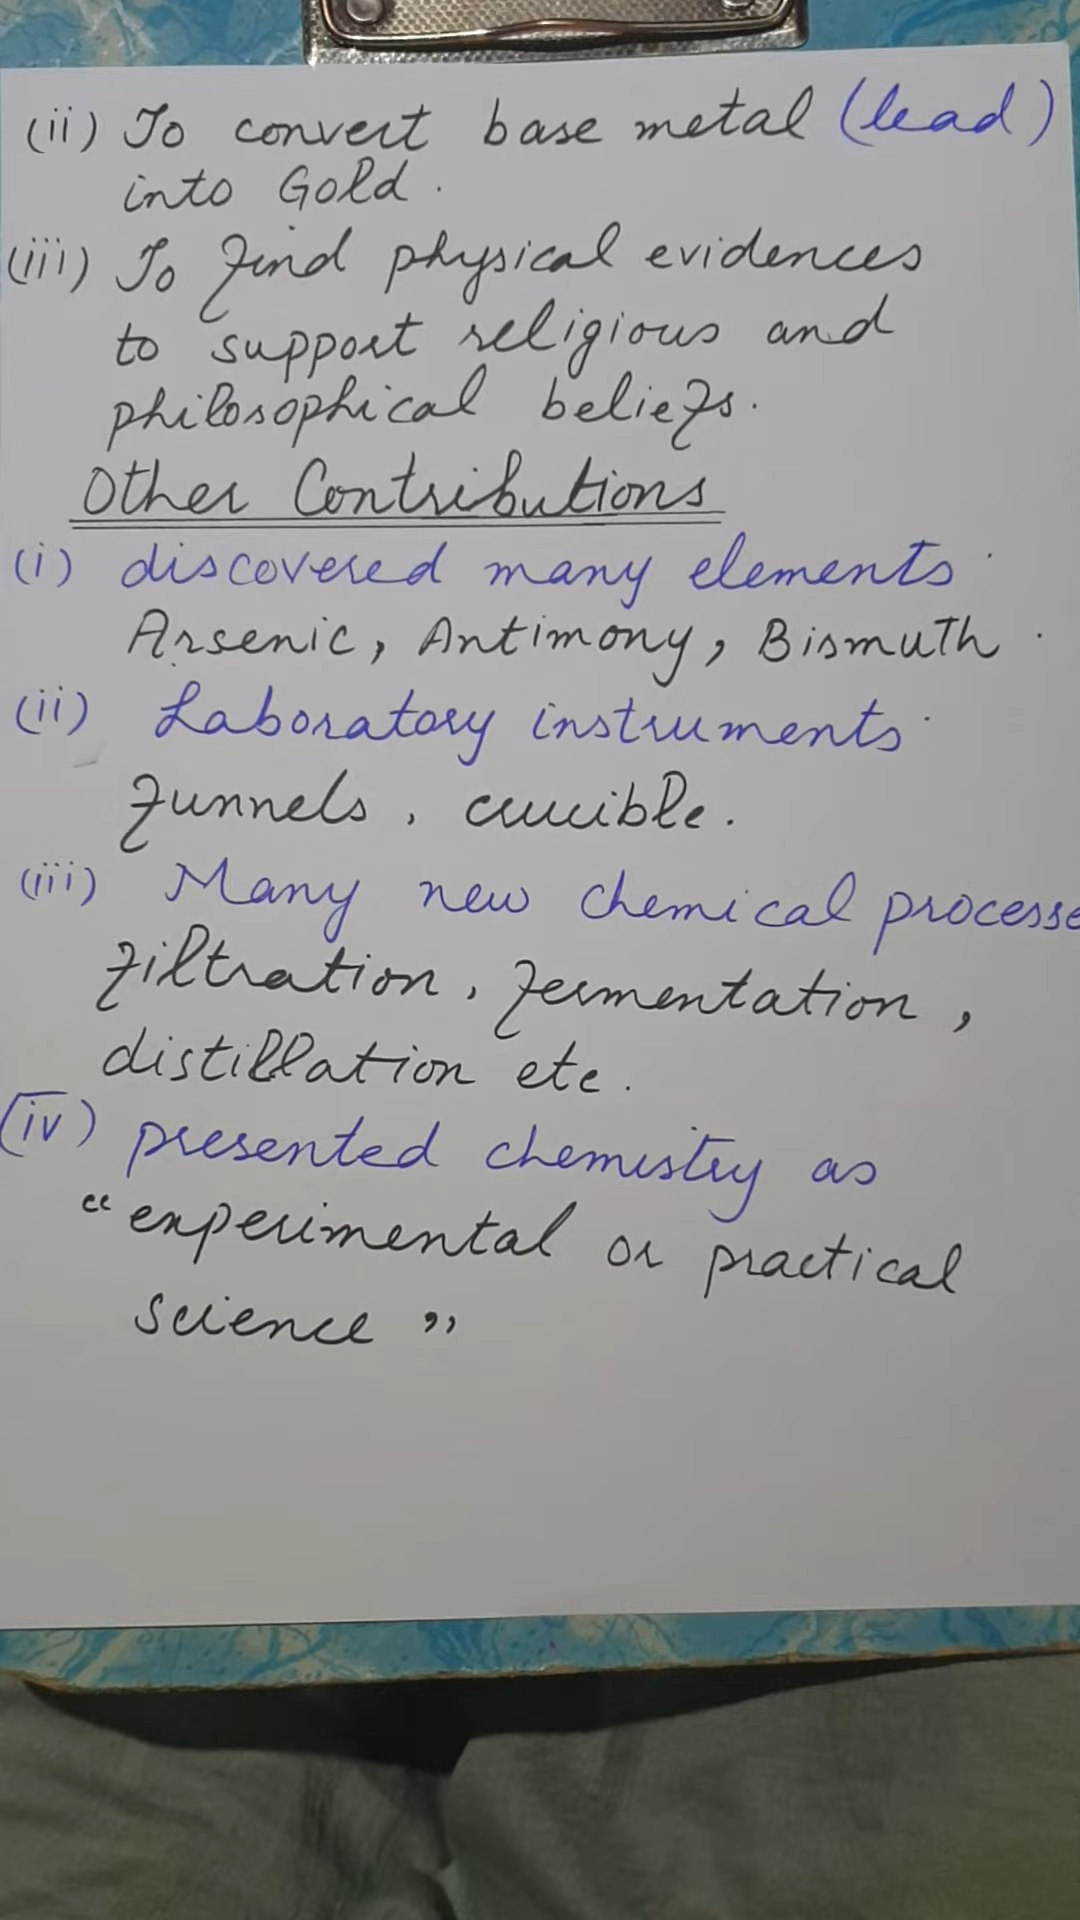 (ii) To convert base metal (lead)
into Gold.
(iii) To find physical evidences
to support religious and
philosophical beliefs.
Other Contributions
(i) discovered many elements.
Arsenic, Antimony, Bismuth.
(ii) Laboratory instruments.
funnels, crucible.
(iii) Many new chemical processe
filtration, fermentation,
distillation etc.
(iv) presented chemistry as
"experimental or practical
science"